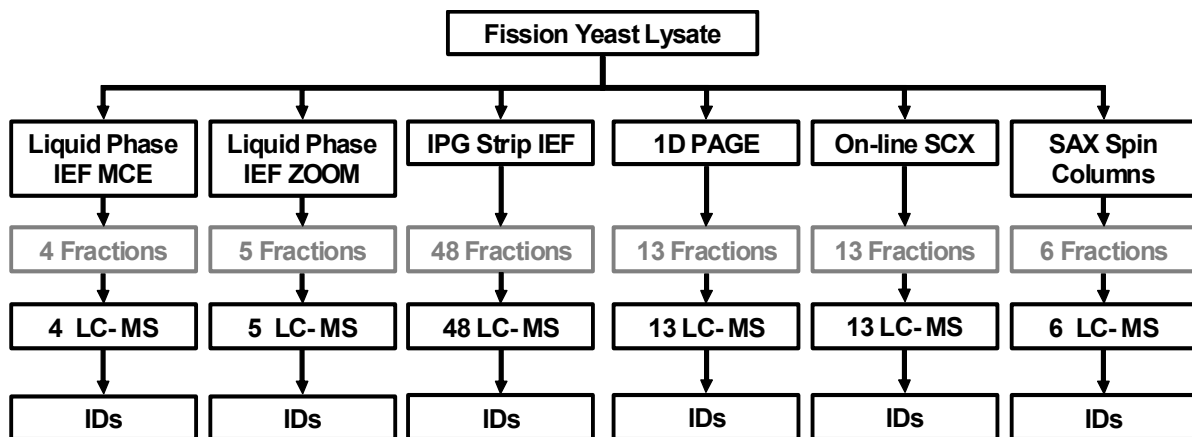 Fission Yeast Lysate
Liquid Phase
IEF MCE
Liquid Phase
IEF ZOOM
IPG Strip IEF
1D PAGE
On-line SCX
SAX Spin
Columns
4 Fractions
5 Fractions
48 Fractions
13 Fractions
13 Fractions
6 Fractions
4 LC- MS
5 LC- MS
48 LC- MS
13 LC- MS
13 LC- MS
6 LC- MS
IDs
IDs
IDs
IDs
IDs
IDs